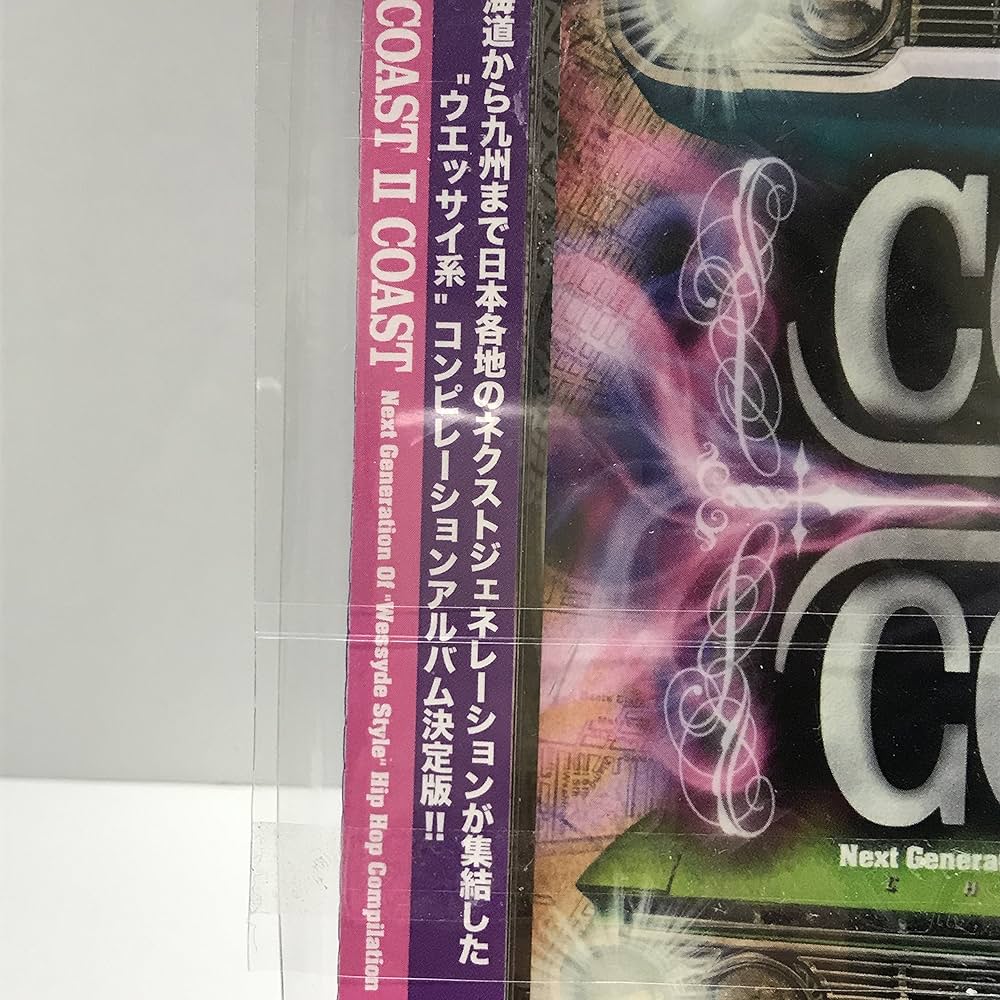 海道から九州まで日本各地のネクストジェネレーションが集結した
"ウエッサイ系" コンピレーションアルバム決定版!!
COAST II COAST Next Generation Of "Wessyde Style" Hip Hop Compilation
CO
CO
Next Genera